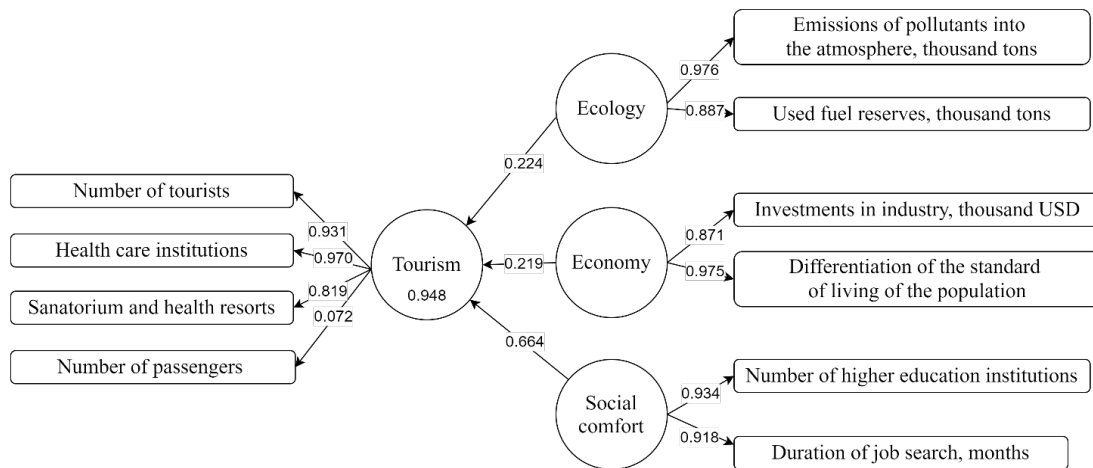 Emissions of pollutants into
the atmosphere, thousand tons
0.976
Ecology
0.887
Used fuel reserves, thousand tons
0.224
Number of tourists
0.931
Health care institutions
0.970
Sanatorium and health resorts
0.819
0.072
Number of passengers
Tourism
0.948
0.219
Economy
Investments in industry, thousand USD
0.871
0.975
Differentiation of the standard
of living of the population
0.664
Social
comfort
0.934
Number of higher education institutions
0.918
Duration of job search, months